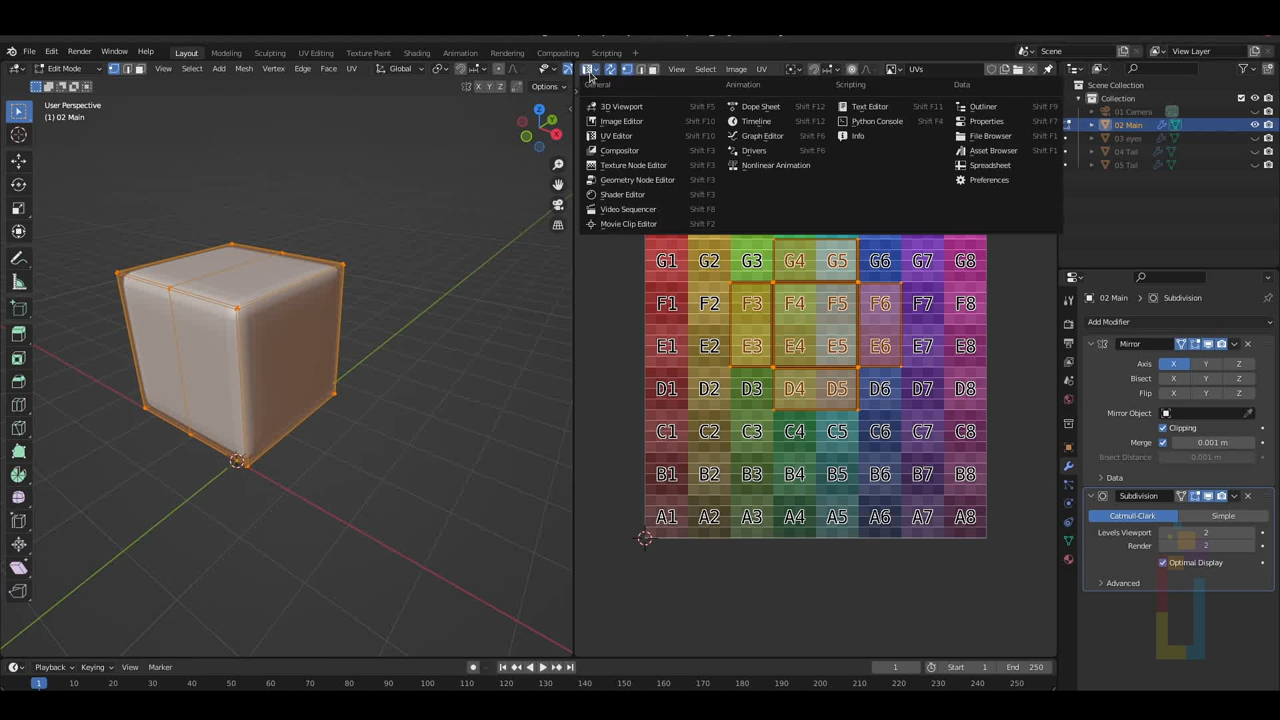 File Edit Render Window Help Layout Modeling Sculpting UV Editing Texture Paint Shading Animation Rendering Compositing Scripting + Scene View Layer
Edit Mode View Select Add Mesh Vertex Edge Face UV Global
View Select Image UV UVs
X Y Z Options
User Perspective
(1) 02 Main
General Animation Scripting Data
3D Viewport Shift F5 Dope Sheet Shift F12 Text Editor Shift F11 Outliner Shift F9
Image Editor Shift F10 Timeline Shift F12 Python Console Shift F4 Properties Shift F7
UV Editor Shift F10 Graph Editor Shift F6 Info File Browser Shift F1
Compositor Shift F3 Drivers Shift F6 Asset Browser Shift F1
Texture Node Editor Shift F3 Nonlinear Animation Spreadsheet
Geometry Node Editor Shift F3 Preferences
Shader Editor Shift F3
Video Sequencer Shift F8
Movie Clip Editor Shift F2
Z Y X
G1 G2 G3 G4 G5 G6 G7 G8
F1 F2 F3 F4 F5 F6 F7 F8
E1 E2 E3 E4 E5 E6 E7 E8
D1 D2 D3 D4 D5 D6 D7 D8
C1 C2 C3 C4 C5 C6 C7 C8
B1 B2 B3 B4 B5 B6 B7 B8
A1 A2 A3 A4 A5 A6 A7 A8
Scene Collection
Collection
01 Camera
02 Main
03 eyes
04 Tail
05 Tail
02 Main Subdivision
Add Modifier
Mirror
Axis X Y Z
Bisect X Y Z
Flip X Y Z
Mirror Object
Clipping
Merge 0.001 m
Bisect Distance 0.001 m
Data
Subdivision
Catmull-Clark Simple
Levels Viewport 2
Render 2
Optimal Display
Advanced
Playback Keying View Marker 1 Start 1 End 250
1 10 20 30 40 50 60 70 80 90 100 110 120 130 140 150 160 170 180 190 200 210 220 230 240 250